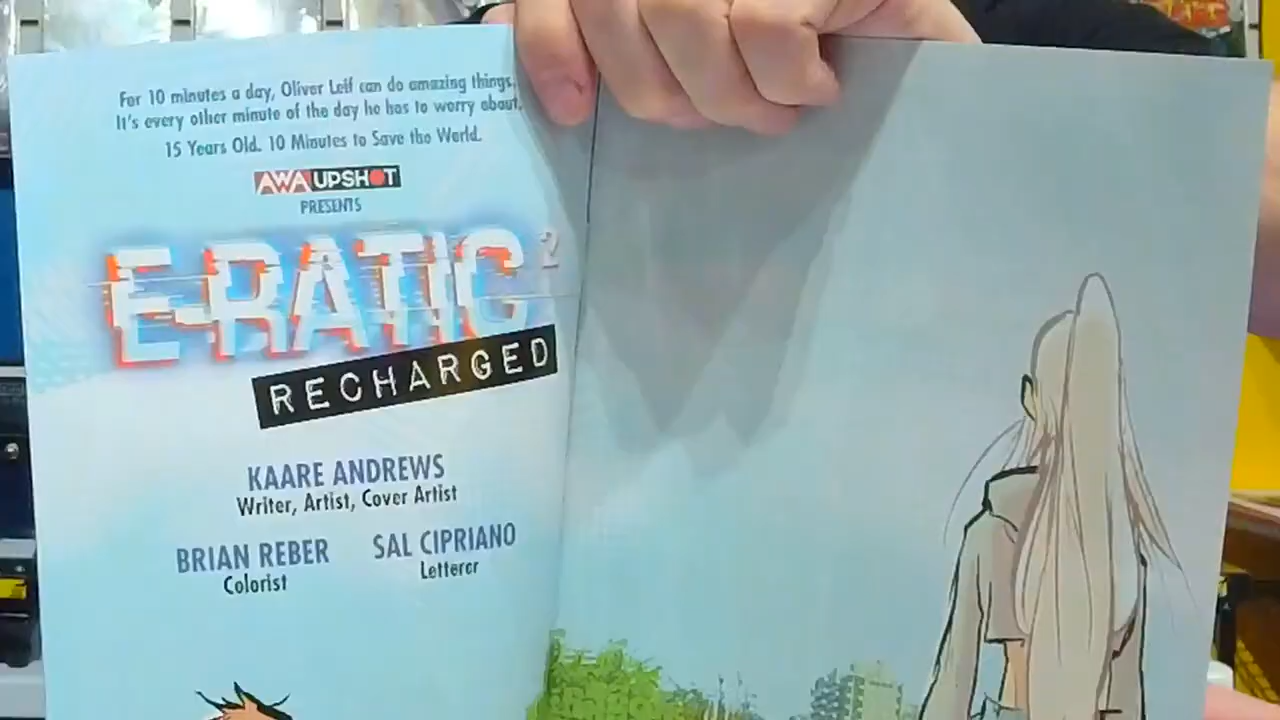 For 10 minutes a day, Oliver Leif can do amazing things.
It's every other minute of the day he has to worry about.
15 Years Old. 10 Minutes to Save the World.
AWA UPSHOT
PRESENTS
E-RATIC 2
RECHARGED
KAARE ANDREWS
Writer, Artist, Cover Artist
BRIAN REBER SAL CIPRIANO
Colorist Letterer